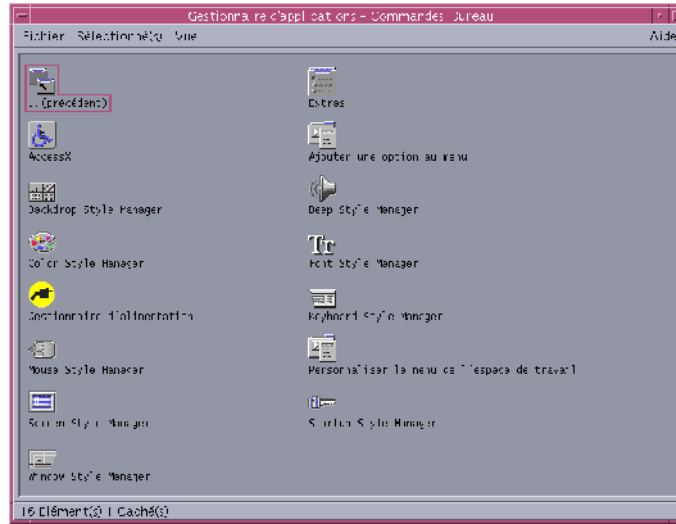 Gestionnaire d'applications - Commandes Bureau
Fichier Sélectionné(s) Vue Aide
.. (précédent)
Extras
AccessX
Ajouter une option au menu
Backdrop Style Manager
Beep Style Manager
Color Style Manager
Font Style Manager
Gestionnaire d'alimentation
Keyboard Style Manager
Mouse Style Manager
Personnaliser le menu de l'espace de travail
Screen Style Manager
Startup Style Manager
Window Style Manager
16 Elément(s) 1 Caché(s)